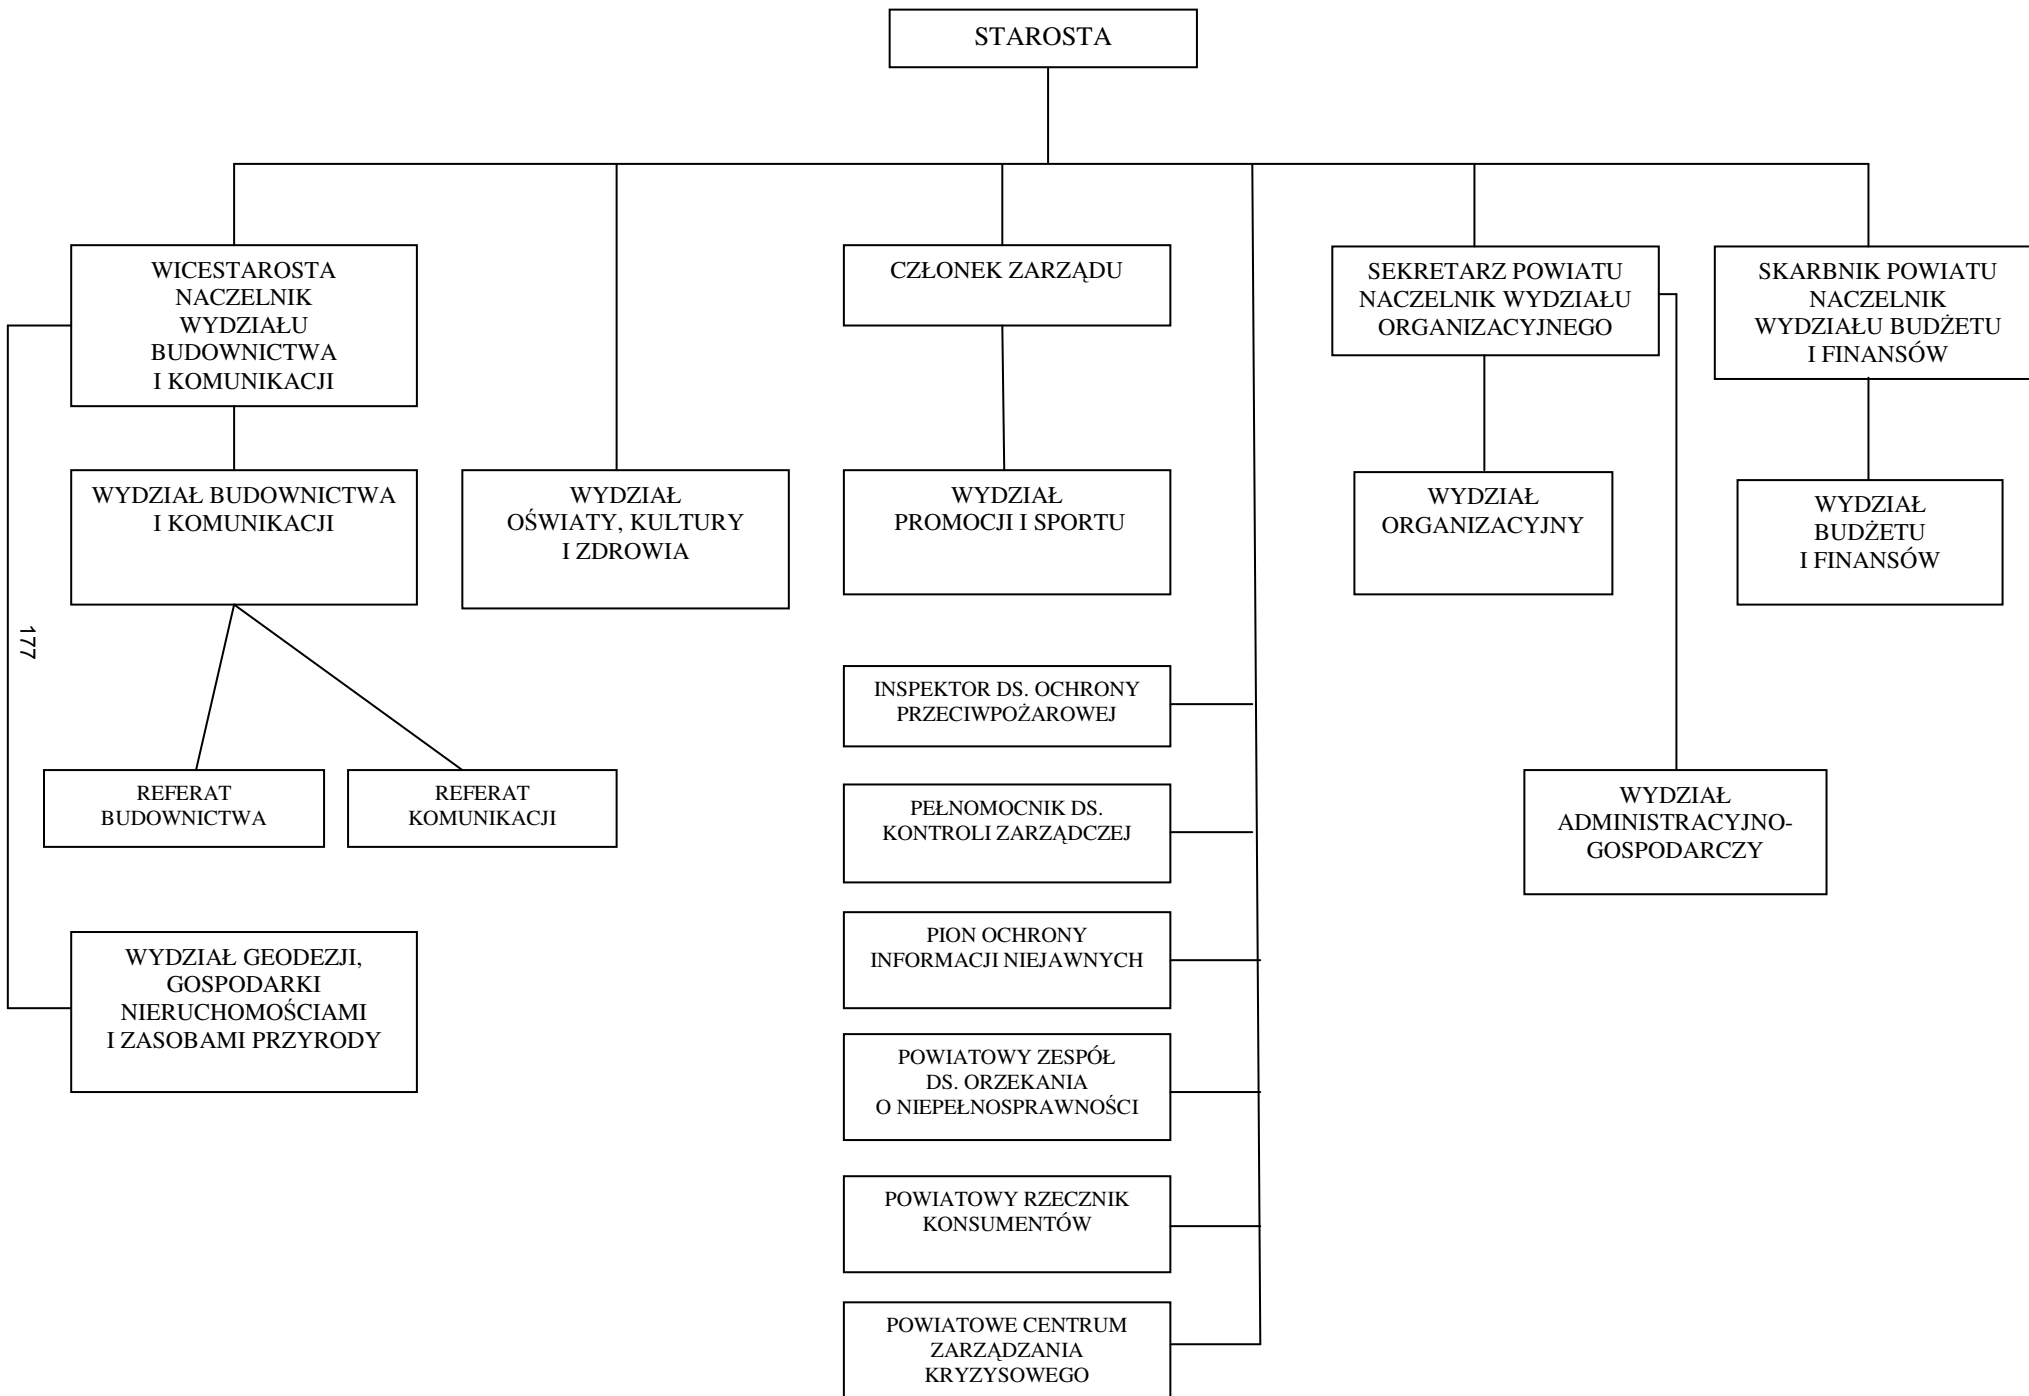 STAROSTA
WICESTAROSTA
NACZELNIK
WYDZIAŁU
BUDOWNICTWA
I KOMUNIKACJI
CZŁONEK ZARZĄDU
SEKRETARZ POWIATU
NACZELNIK WYDZIAŁU
ORGANIZACYJNEGO
SKARBNIK POWIATU
NACZELNIK
WYDZIAŁU BUDŻETU
I FINANSÓW
WYDZIAŁ BUDOWNICTWA
I KOMUNIKACJI
WYDZIAŁ
OŚWIATY, KULTURY
I ZDROWIA
WYDZIAŁ
PROMOCJI I SPORTU
WYDZIAŁ
ORGANIZACYJNY
WYDZIAŁ
BUDŻETU
I FINANSÓW
177
INSPEKTOR DS. OCHRONY
PRZECIWPOŻAROWEJ
REFERAT
BUDOWNICTWA
REFERAT
KOMUNIKACJI
PEŁNOMOCNIK DS.
KONTROLI ZARZĄDCZEJ
WYDZIAŁ
ADMINISTRACYJNO-
GOSPODARCZY
PION OCHRONY
INFORMACJI NIEJAWNYCH
WYDZIAŁ GEODEZJI,
GOSPODARKI
NIERUCHOMOŚCIAMI
I ZASOBAMI PRZYRODY
POWIATOWY ZESPÓŁ
DS. ORZEKANIA
O NIEPEŁNOSPRAWNOŚCI
POWIATOWY RZECZNIK
KONSUMENTÓW
POWIATOWE CENTRUM
ZARZĄDZANIA
KRYZYSOWEGO